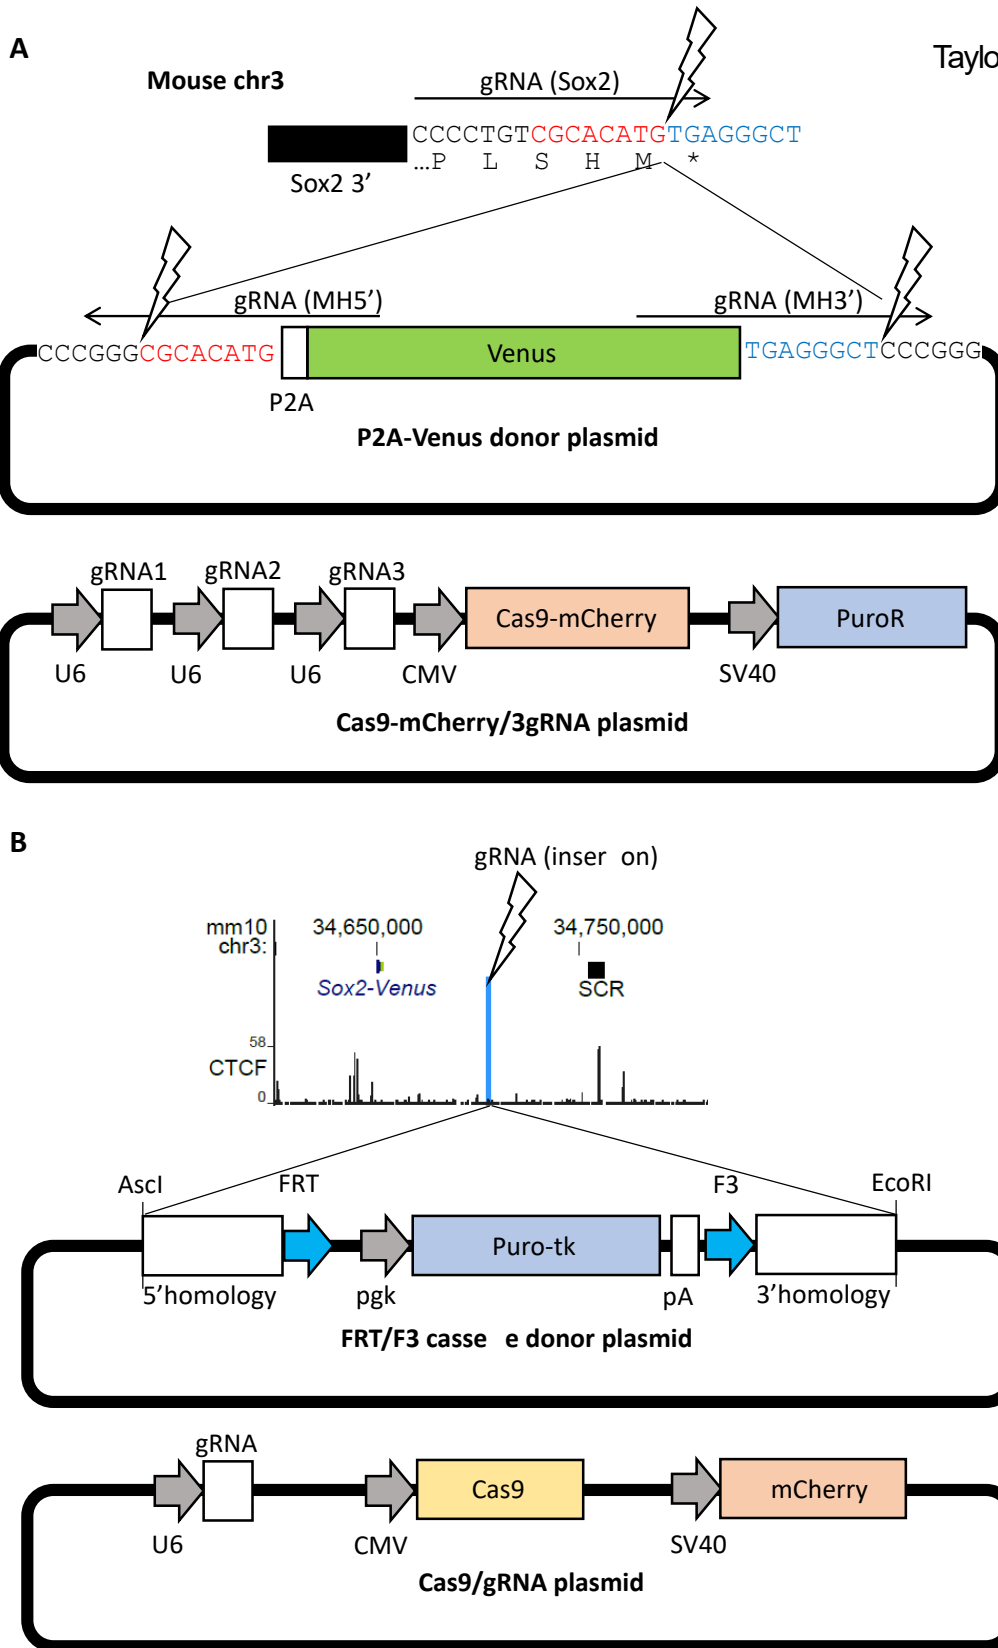 A
Taylo
Mouse chr3
gRNA (Sox2)
CCCCTGTCGCACATGTGAGGGCT
...P L S H M *
Sox2 3'
gRNA (MH5')
gRNA (MH3')
CCCGGGCGCACATG
Venus
TGAGGGCTCCCGGG
P2A
P2A-Venus donor plasmid
gRNA1
gRNA2
gRNA3
Cas9-mCherry
PuroR
U6
U6
U6
CMV
SV40
Cas9-mCherry/3gRNA plasmid
B
gRNA (inser on)
mm10
34,650,000
34,750,000
chr3:
Sox2-Venus
SCR
58
CTCF
0
AscI
FRT
F3
EcoRI
Puro-tk
5'homology
pgk
pA
3'homology
FRT/F3 casse e donor plasmid
gRNA
Cas9
mCherry
U6
CMV
SV40
Cas9/gRNA plasmid